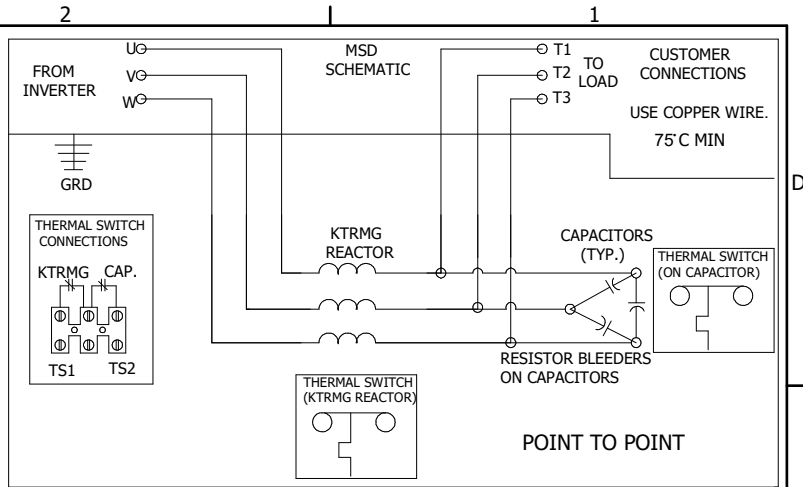 2
1
U
V
W
FROM
INVERTER
MSD
SCHEMATIC
T1
T2
T3
TO
LOAD
CUSTOMER
CONNECTIONS
USE COPPER WIRE.
75°C MIN
D
GRD
THERMAL SWITCH
CONNECTIONS
KTRMG
CAP.
TS1
TS2
KTRMG
REACTOR
CAPACITORS
(TYP.)
THERMAL SWITCH
(ON CAPACITOR)
RESISTOR BLEEDERS
ON CAPACITORS
THERMAL SWITCH
(KTRMG REACTOR)
POINT TO POINT